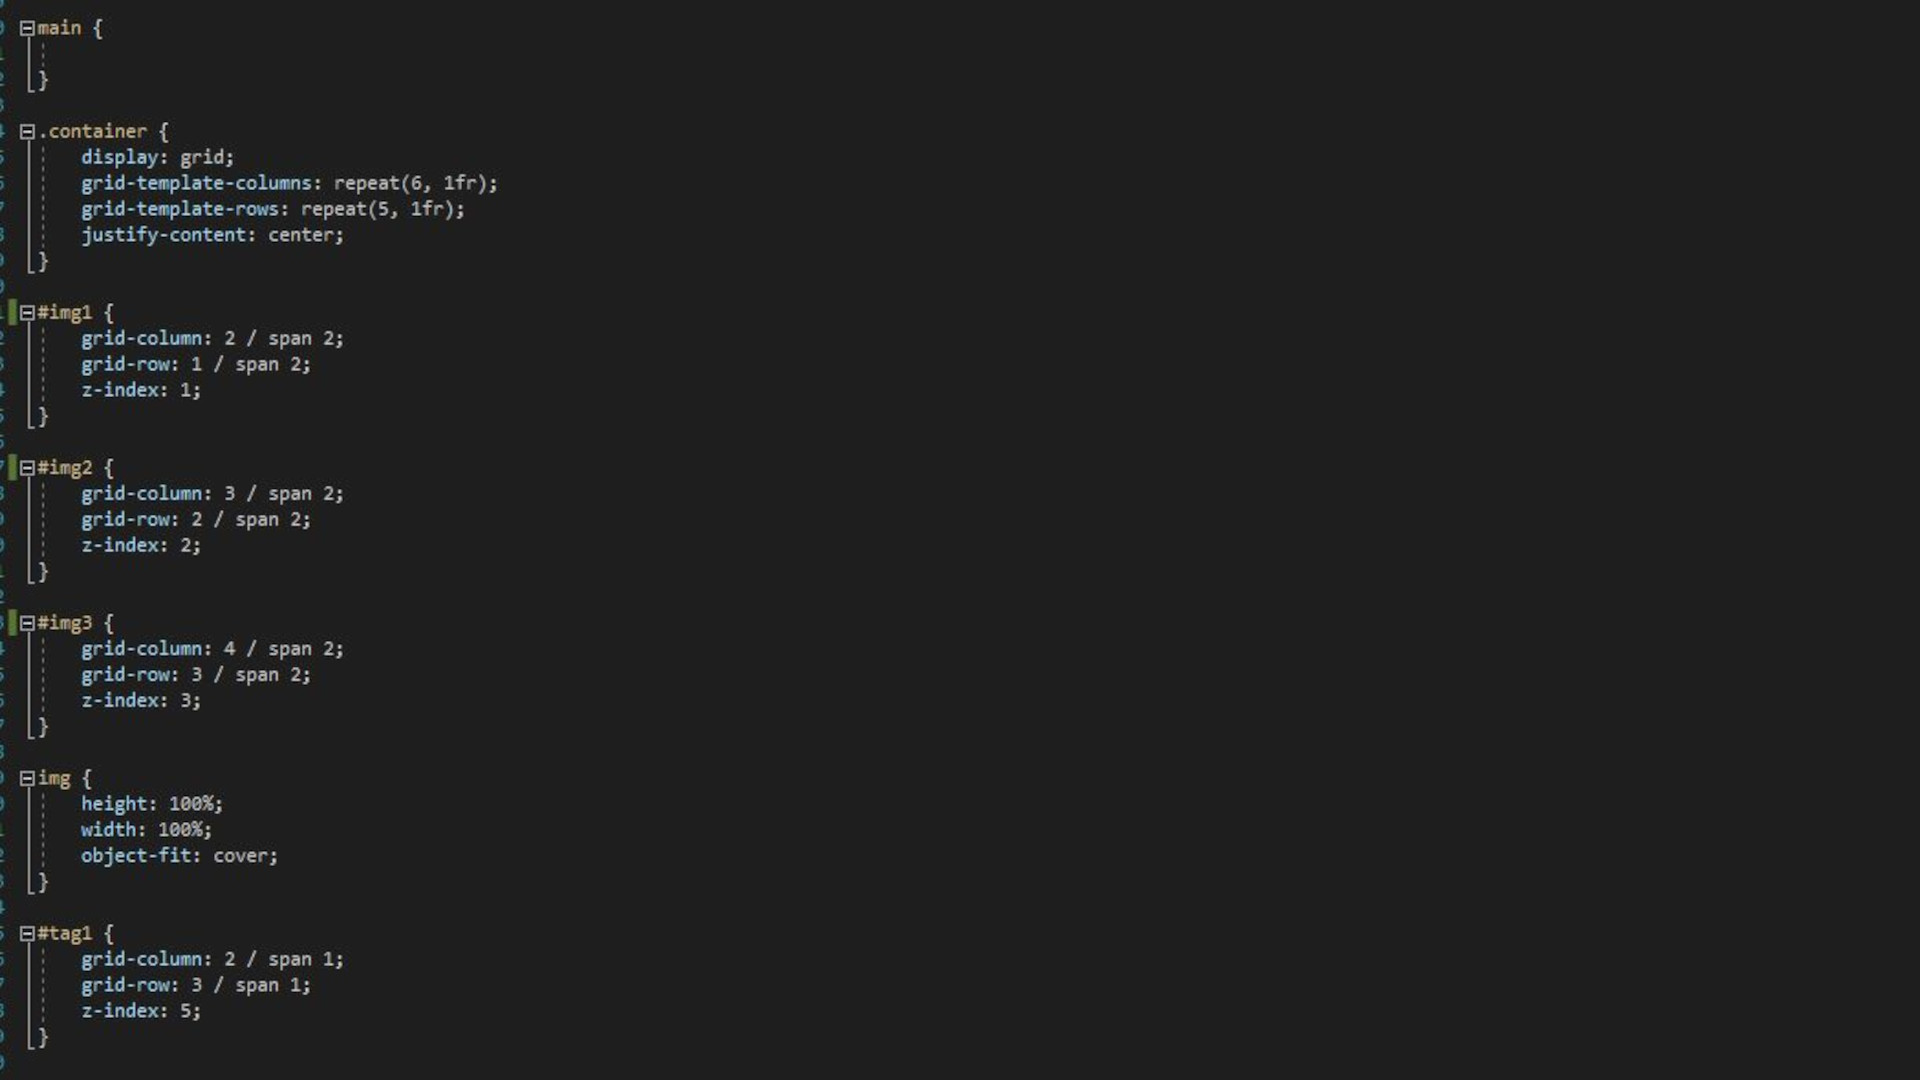 main {
}
.container {
display: grid;
grid-template-columns: repeat(6, 1fr);
grid-template-rows: repeat(5, 1fr);
justify-content: center;
}
#img1 {
grid-column: 2 / span 2;
grid-row: 1 / span 2;
z-index: 1;
}
#img2 {
grid-column: 3 / span 2;
grid-row: 2 / span 2;
z-index: 2;
}
#img3 {
grid-column: 4 / span 2;
grid-row: 3 / span 2;
z-index: 3;
}
img {
height: 100%;
width: 100%;
object-fit: cover;
}
#tag1 {
grid-column: 2 / span 1;
grid-row: 3 / span 1;
z-index: 5;
}